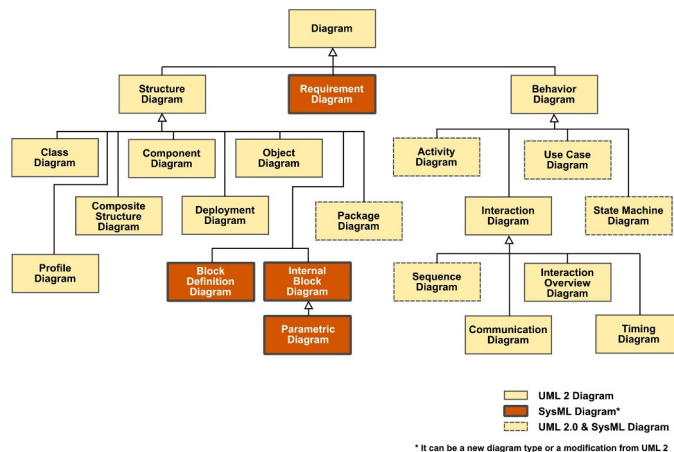 Diagram
Structure
Diagram
Requirement
Diagram
Behavior
Diagram
Class
Diagram
Component
Diagram
Object
Diagram
Activity
Diagram
Use Case
Diagram
Composite
Structure
Diagram
Deployment
Diagram
Package
Diagram
Interaction
Diagram
State Machine
Diagram
Profile
Diagram
Block
Definition
Diagram
Internal
Block
Diagram
Sequence
Diagram
Interaction
Overview
Diagram
Parametric
Diagram
Communication
Diagram
Timing
Diagram
UML 2 Diagram
SysML Diagram*
UML 2.0 & SysML Diagram
* It can be a new diagram type or a modification from UML 2